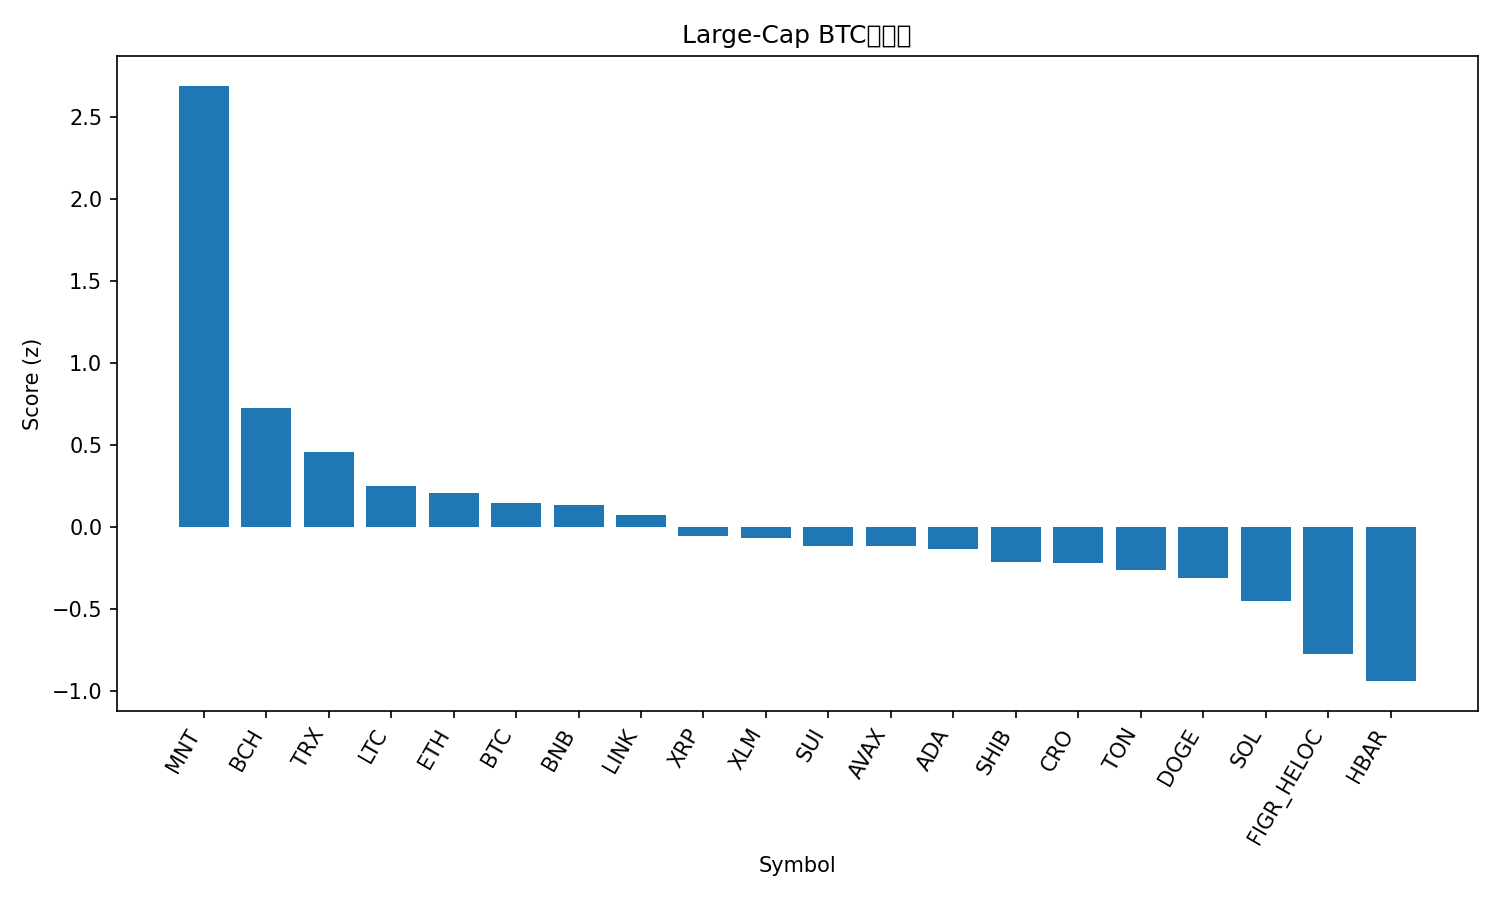 Large-Cap BTC
Score (z)
2.5
2.0
1.5
1.0
0.5
0.0
−0.5
−1.0
MNT
BCH
TRX
LTC
ETH
BTC
BNB
LINK
XRP
XLM
SUI
AVAX
ADA
SHIB
CRO
TON
DOGE
SOL
FIGR_HELOC
HBAR
Symbol